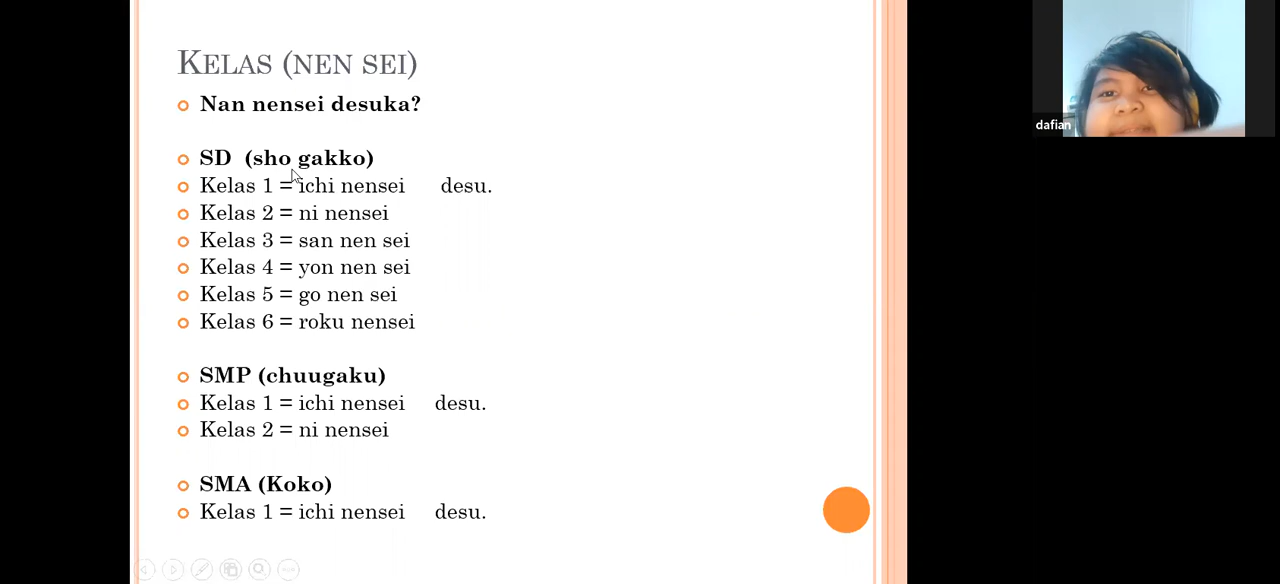 KELAS (NEN SEI)
Nan nensei desuka?
SD (sho gakko)
Kelas 1 = ichi nensei desu.
Kelas 2 = ni nensei
Kelas 3 = san nen sei
Kelas 4 = yon nen sei
Kelas 5 = go nen sei
Kelas 6 = roku nensei
SMP (chuugaku)
Kelas 1 = ichi nensei desu.
Kelas 2 = ni nensei
SMA (Koko)
Kelas 1 = ichi nensei desu.
dafian